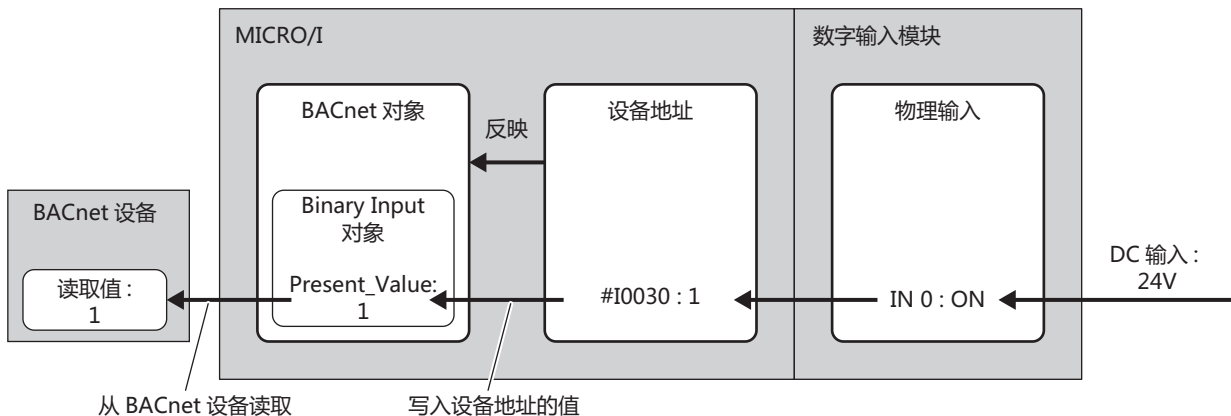 MICRO/I
数字输入模块
BACnet 对象
设备地址
物理输入
反映
BACnet 设备
Binary Input
对象
DC 输入 :
24V
读取值 :
1
Present_Value:
1
#I0030 : 1
IN 0 : ON
从 BACnet 设备读取
写入设备地址的值